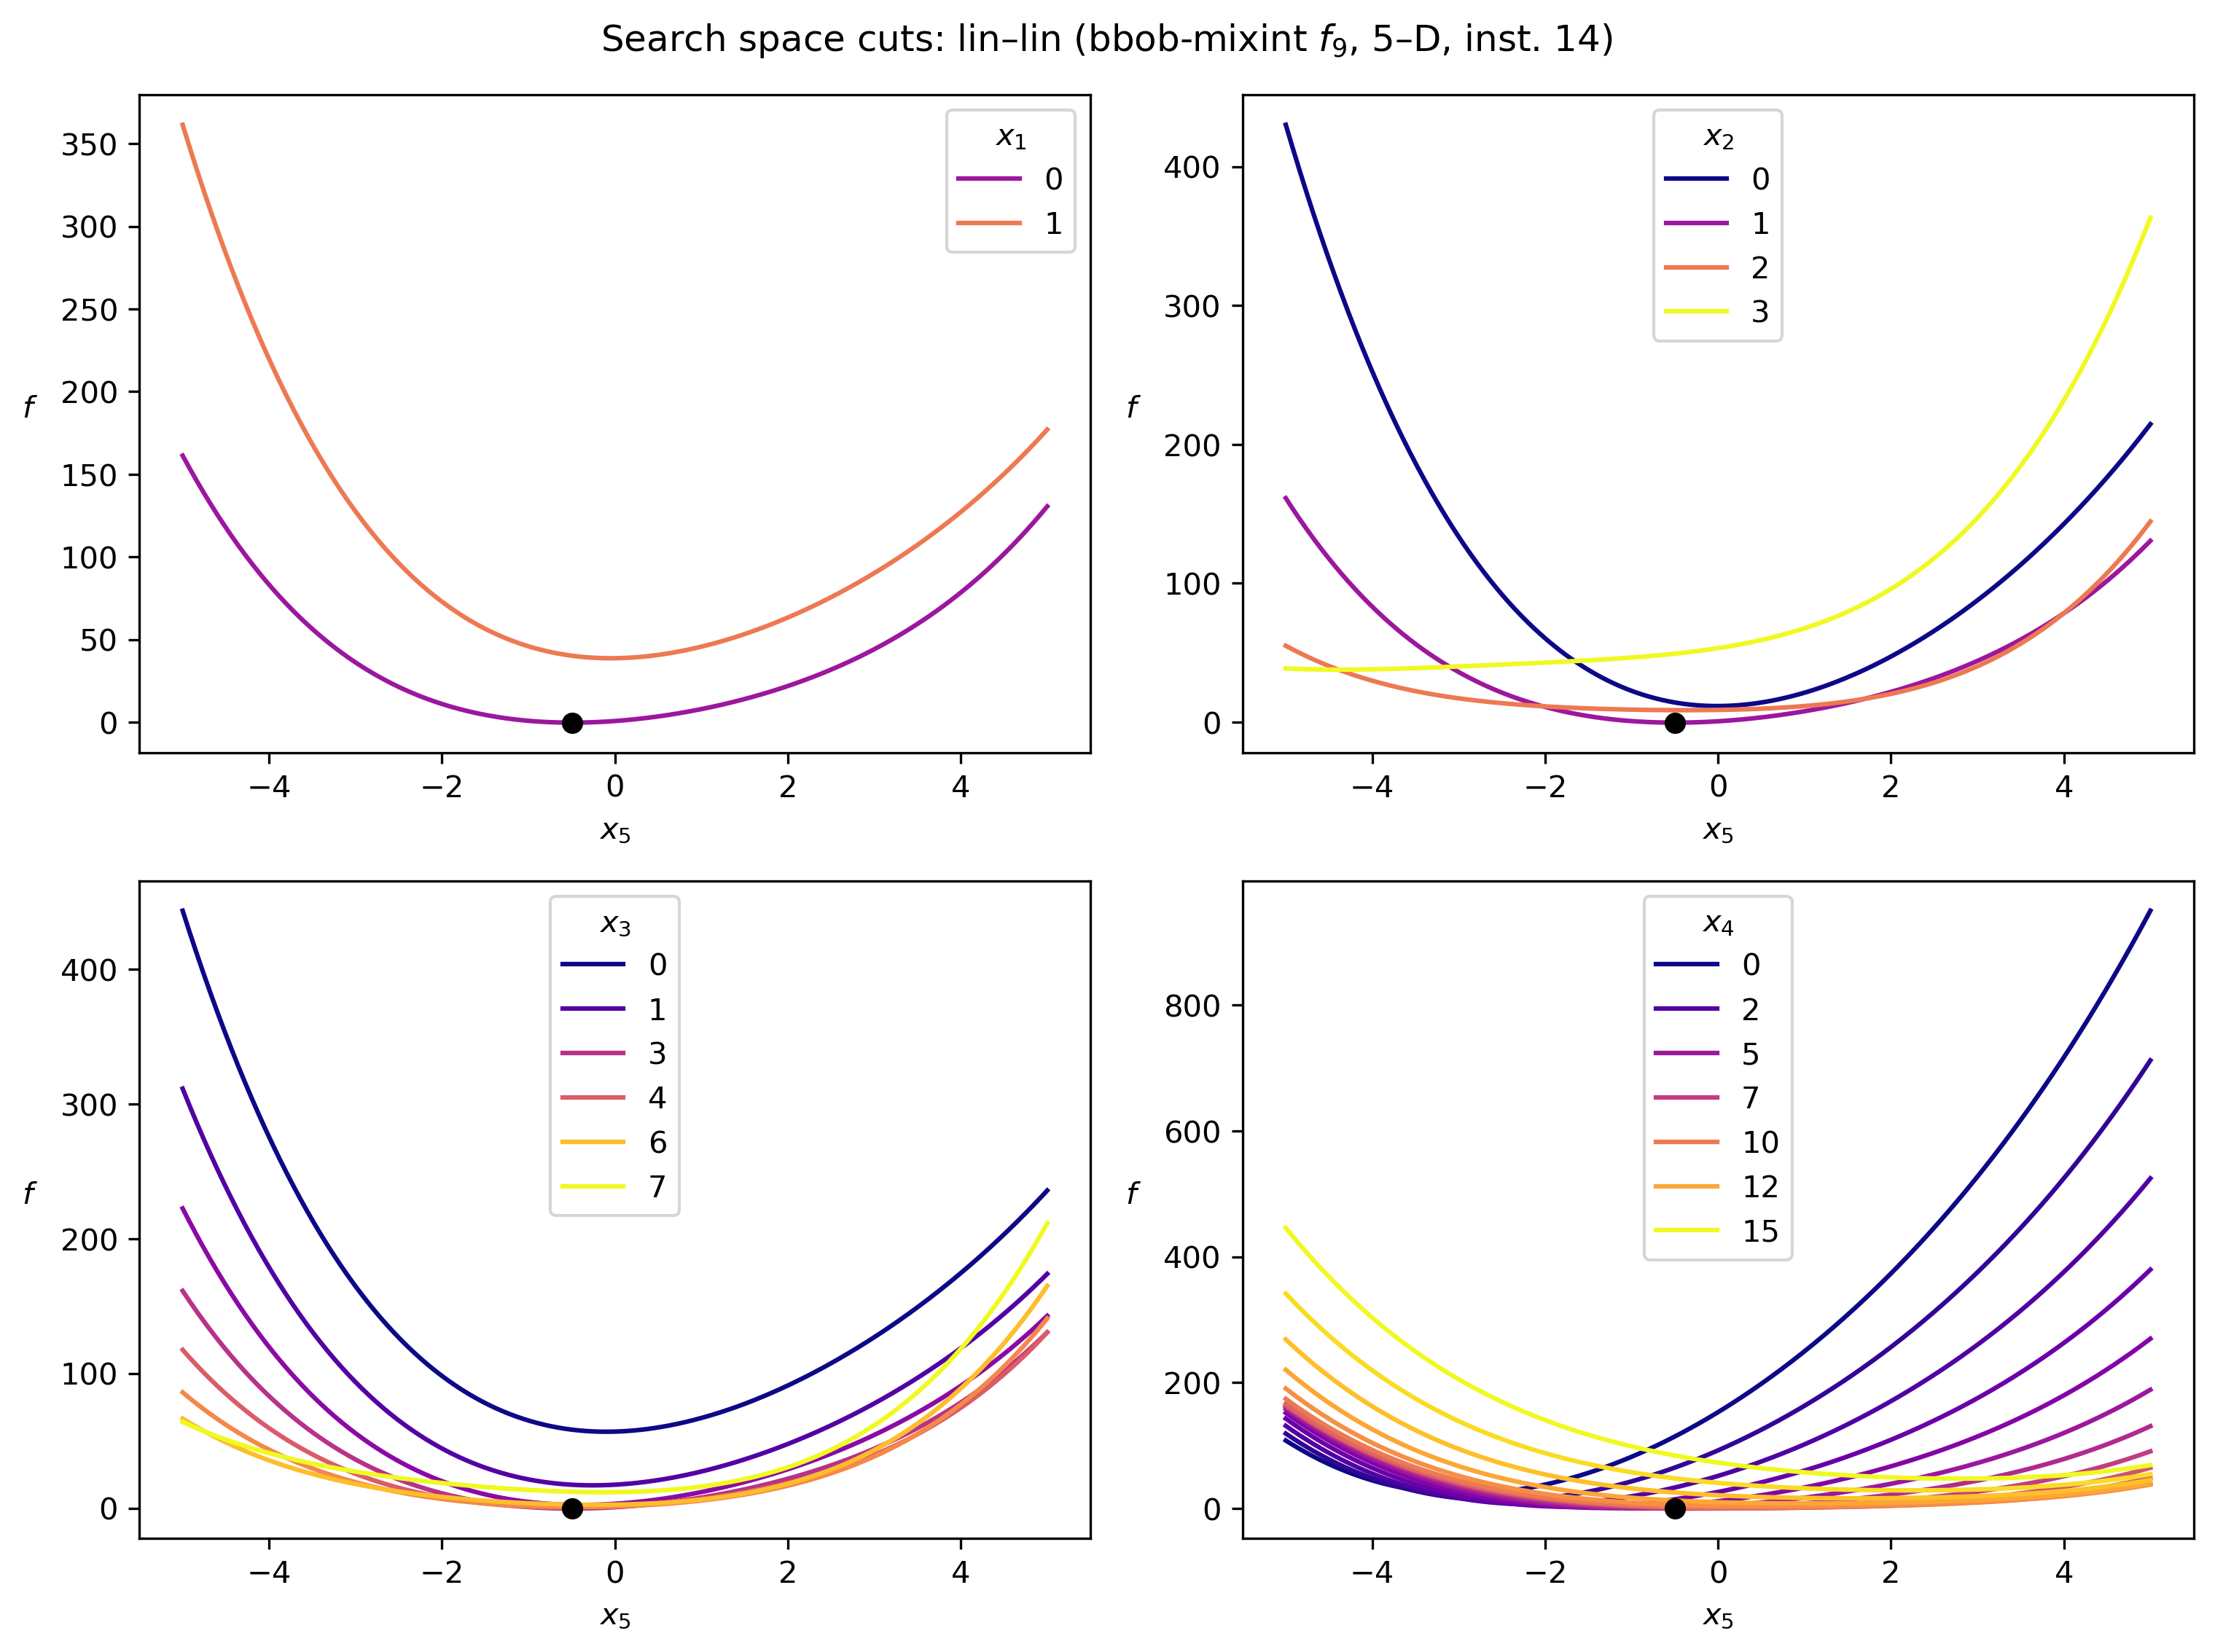 Search space cuts: lin–lin (bbob-mixint f₉, 5–D, inst. 14)
x₁
0
1
350
300
250
200
150
100
50
0
f
−4 −2 0 2 4
x₅
x₂
0
1
2
3
400
300
200
100
0
f
−4 −2 0 2 4
x₅
x₃
0
1
3
4
6
7
400
300
200
100
0
f
−4 −2 0 2 4
x₅
x₄
0
2
5
7
10
12
15
800
600
400
200
0
f
−4 −2 0 2 4
x₅